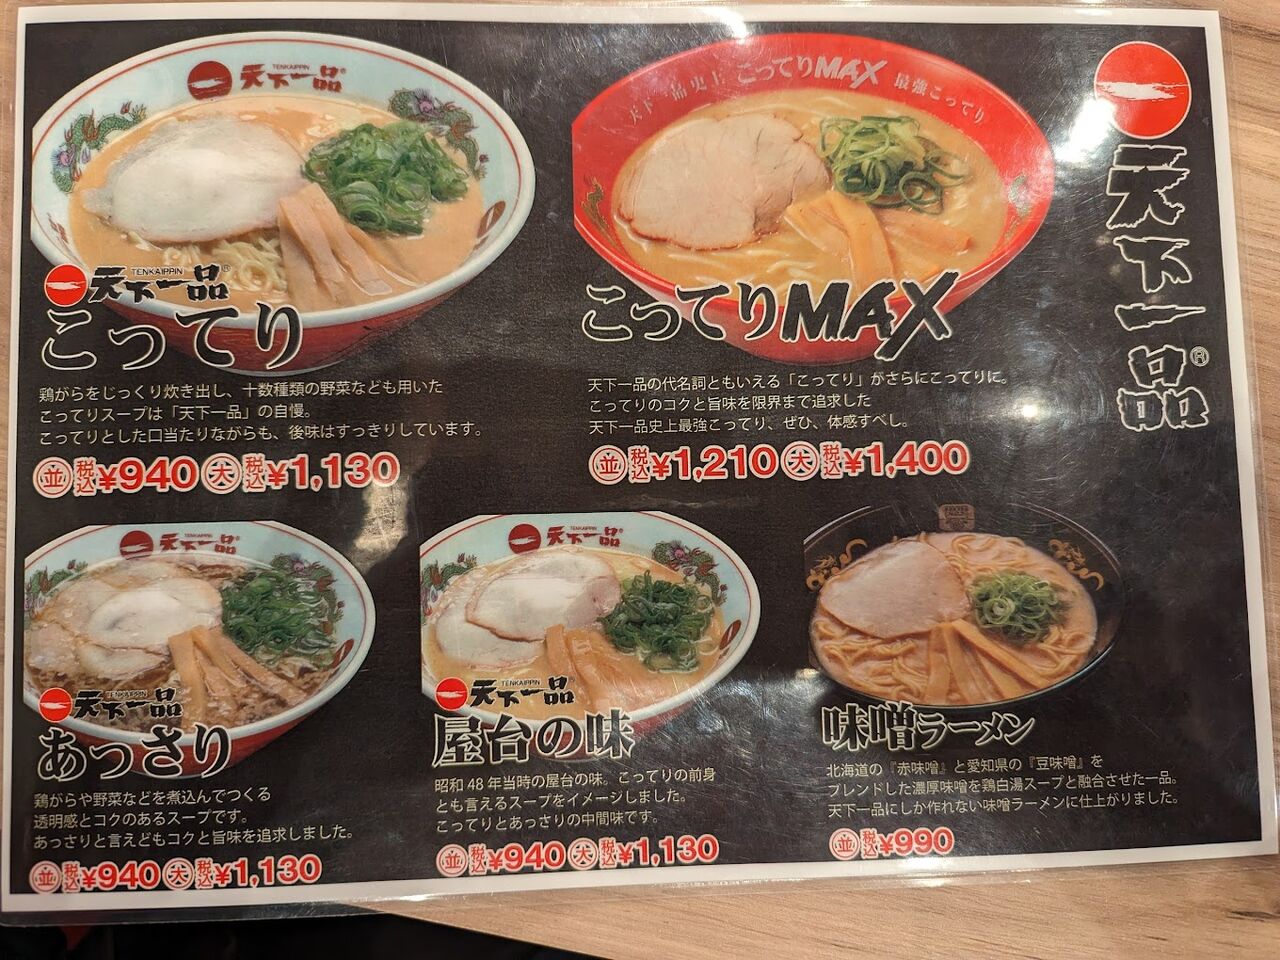 TENKAIPPIN
天下一品®
天下一品史上 こってりMAX 最強こってり
天下一品®
TENKAIPPIN
天下一品®
こってり
鶏がらをじっくり炊き出し、十数種類の野菜なども用いた
こってりスープは「天下一品」の自慢。
こってりとした口当たりながらも、後味はすっきりしています。
並 税込 ¥940 大 税込 ¥1,130
こってりMAX
天下一品の代名詞ともいえる「こってり」がさらにこってりに。
こってりのコクと旨味を限界まで追求した
天下一品史上最強こってり、ぜひ、体感すべし。
並 税込 ¥1,210 大 税込 ¥1,400
TENKAIPPIN
天下一品
TENKAIPPIN
天下一品
あっさり
鶏がらや野菜などを煮込んでつくる
透明感とコクのあるスープです。
あっさりと言えどもコクと旨味を追求しました。
並 税込 ¥940 大 税込 ¥1,130
TENKAIPPIN
天下一品
TENKAIPPIN
天下一品
屋台の味
昭和48年当時の屋台の味。こってりの前身
とも言えるスープをイメージしました。
こってりとあっさりの中間味です。
並 税込 ¥940 大 税込 ¥1,130
味噌ラーメン
北海道の『赤味噌』と愛知県の『豆味噌』を
ブレンドした濃厚味噌を鶏白湯スープと融合させた一品。
天下一品にしか作れない味噌ラーメンに仕上がりました。
並 税込 ¥990